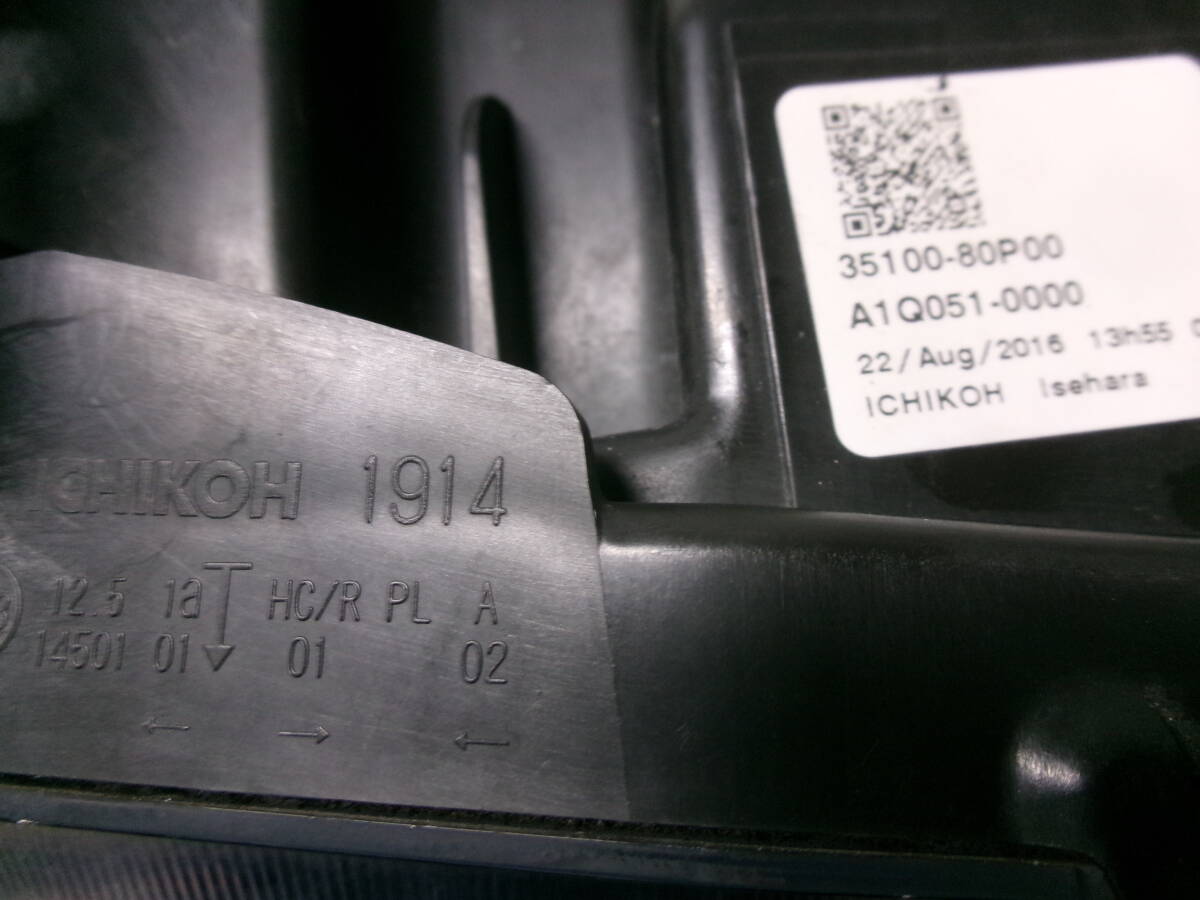 35100-80P00
A1Q051-0000
22/Aug/2016 13h55
ICHIKOH Isehara
ICHIKOH 1914
12.5 1a HC/R PL A
14501 01 01 02
← → ←